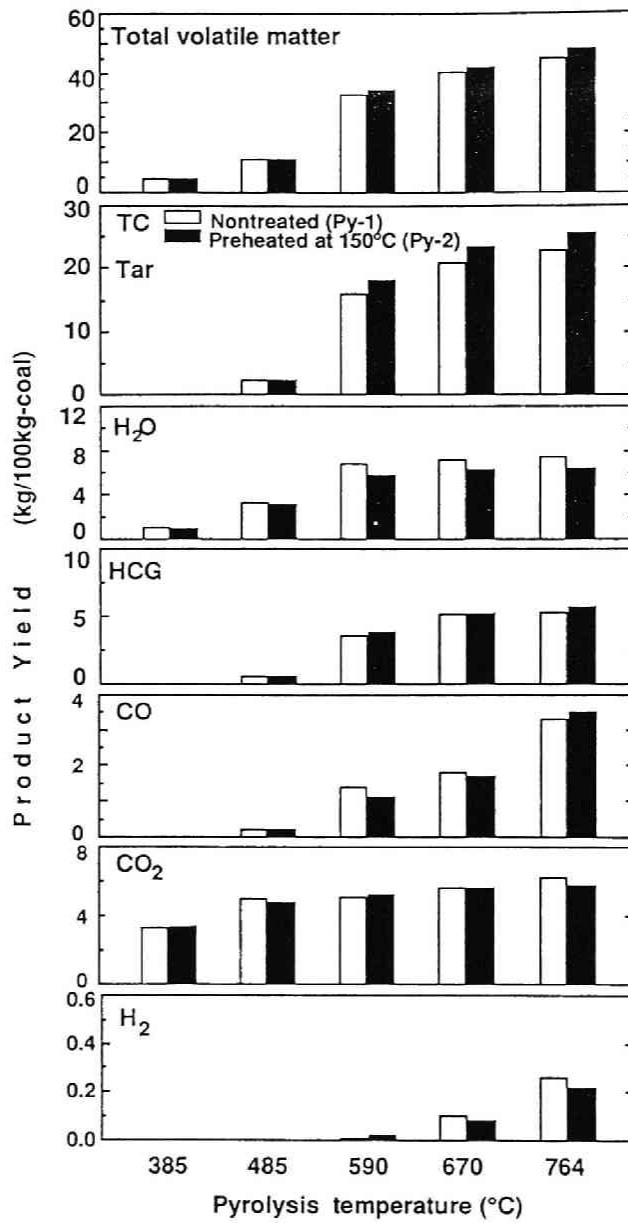 60
Total volatile matter
40
20
0
30
TC
Nontreated (Py-1)
Preheated at 150°C (Py-2)
20
Tar
10
0
12
H₂O
8
4
0
10
HCG
5
0
4
CO
2
0
8
CO₂
4
0
0.6
H₂
0.4
0.2
0.0
385 485 590 670 764
Pyrolysis temperature (°C)
Product Yield (kg/100kg-coal)